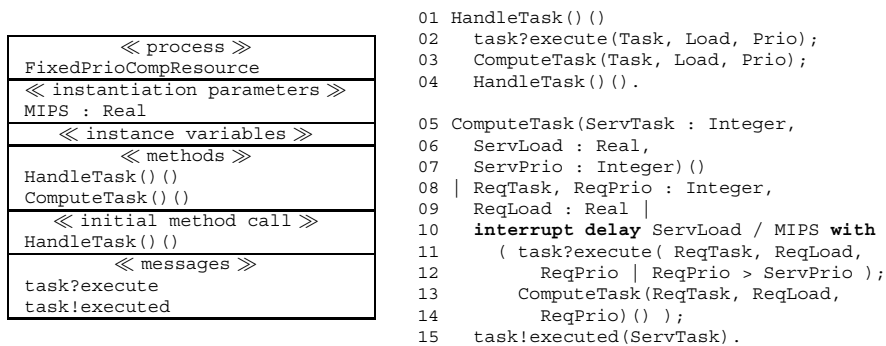 ≪ process ≫
FixedPrioCompResource
≪ instantiation parameters ≫
MIPS : Real
≪ instance variables ≫
≪ methods ≫
HandleTask()()
ComputeTask()()
≪ initial method call ≫
HandleTask()()
≪ messages ≫
task?execute
task!executed
01 HandleTask()()
02   task?execute(Task, Load, Prio);
03   ComputeTask(Task, Load, Prio);
04   HandleTask()().
05 ComputeTask(ServTask : Integer,
06   ServLoad : Real,
07   ServPrio : Integer)()
08 | ReqTask, ReqPrio : Integer,
09   ReqLoad : Real |
10   interrupt delay ServLoad / MIPS with
11     ( task?execute( ReqTask, ReqLoad,
12         ReqPrio | ReqPrio > ServPrio );
13       ComputeTask(ReqTask, ReqLoad,
14         ReqPrio)() );
15   task!executed(ServTask).